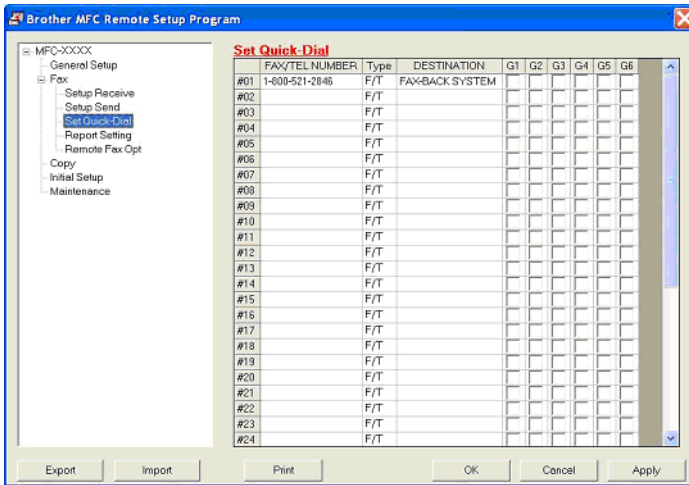 Brother MFC Remote Setup Program
MFC-XXXX
General Setup
Fax
Setup Receive
Setup Send
Set Quick-Dial
Report Setting
Remote Fax Opt
Copy
Initial Setup
Maintenance
Set Quick-Dial
FAX/TEL NUMBER Type DESTINATION G1 G2 G3 G4 G5 G6
#01 1-800-521-2846 F/T FAX-BACK SYSTEM
#02 F/T
#03 F/T
#04 F/T
#05 F/T
#06 F/T
#07 F/T
#08 F/T
#09 F/T
#10 F/T
#11 F/T
#12 F/T
#13 F/T
#14 F/T
#15 F/T
#16 F/T
#17 F/T
#18 F/T
#19 F/T
#20 F/T
#21 F/T
#22 F/T
#23 F/T
#24 F/T
Export Import Print OK Cancel Apply